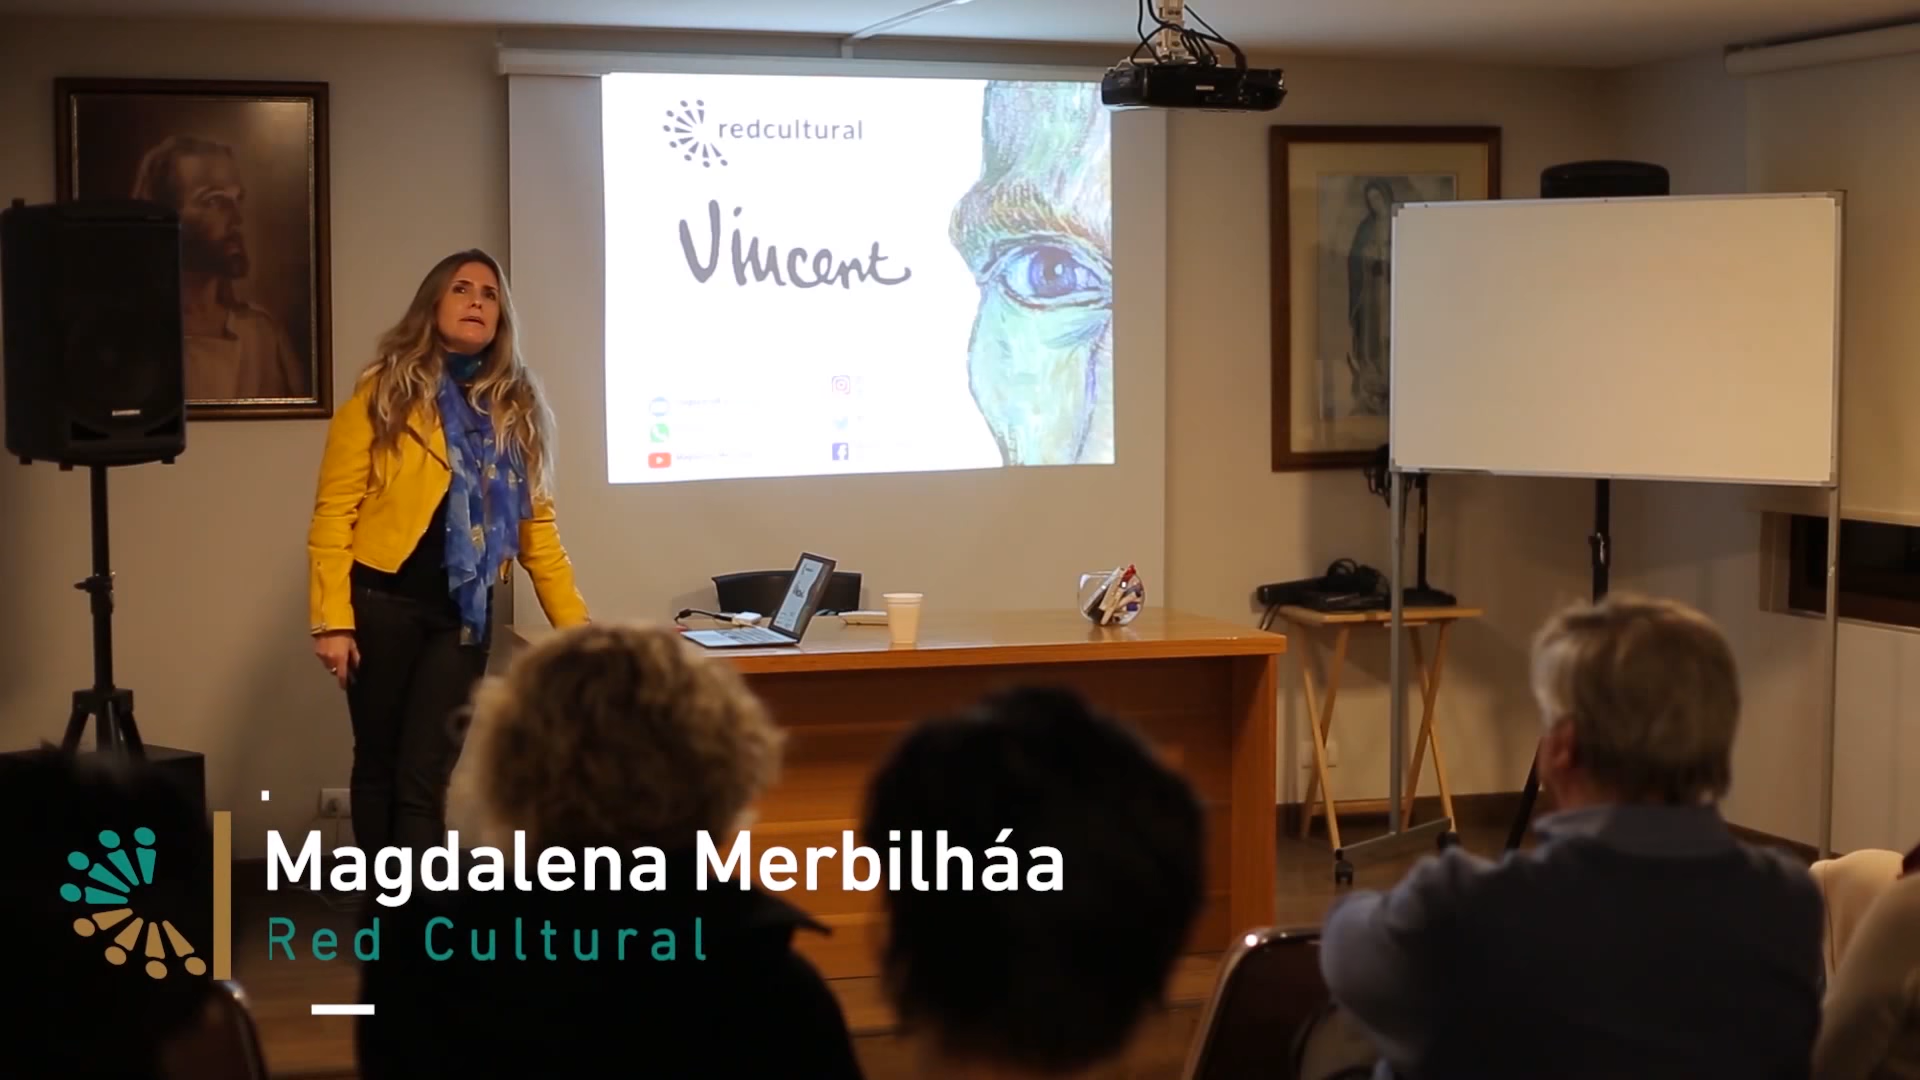 redcultural
Vincent
Magdalena Merbilháa
Red Cultural